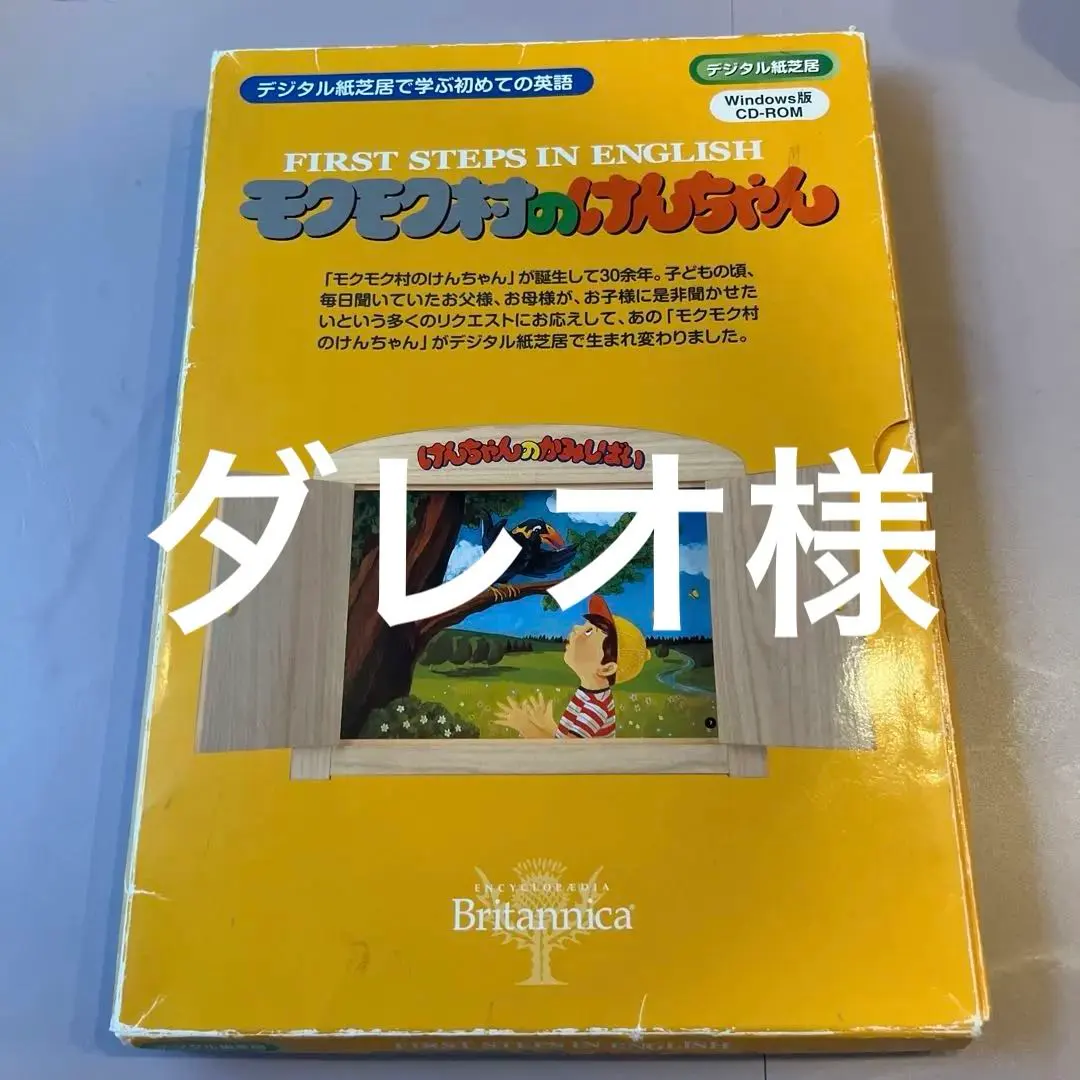 デジタル紙芝居で学ぶ初めての英語
デジタル紙芝居
Windows版
CD-ROM
FIRST STEPS IN ENGLISH
モクモク村のけんちゃん
「モクモク村のけんちゃん」が誕生して30余年。子どもの頃、
毎日聞いていたお父様、お母様が、お子様に是非聞かせた
いという多くのリクエストにお応えして、あの「モクモク村
のけんちゃん」がデジタル紙芝居で生まれ変わりました。
けんちゃんのかみしばい
ダレオ様
ENCYCLOPÆDIA
Britannica®
FIRST STEPS IN ENGLISH